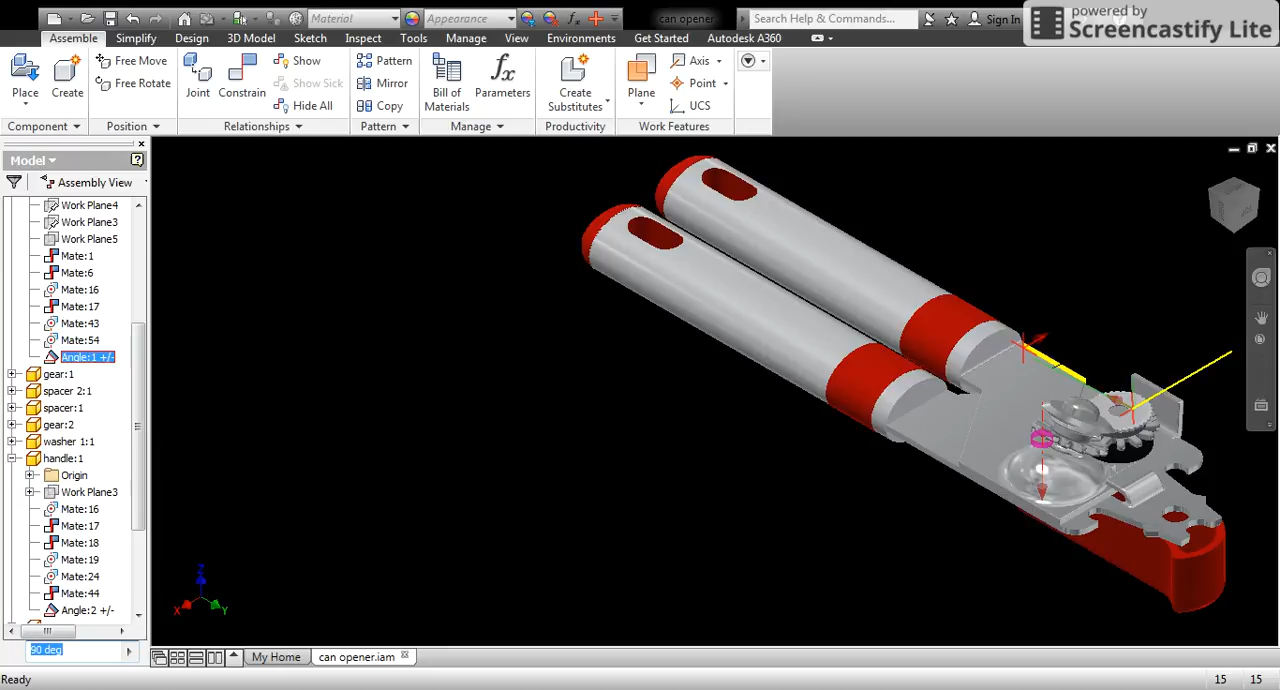 Material
Appearance
fx
can opener
Search Help & Commands...
Sign In
powered by
Screencastify Lite
Assemble
Simplify
Design
3D Model
Sketch
Inspect
Tools
Manage
View
Environments
Get Started
Autodesk A360
Place
Create
Free Move
Free Rotate
Joint
Constrain
Show
Show Sick
Hide All
Pattern
Mirror
Copy
Bill of
Materials
fx
Parameters
Create
Substitutes
Plane
Axis
Point
UCS
Component
Position
Relationships
Pattern
Manage
Productivity
Work Features
Model
?
Assembly View
Work Plane4
Work Plane3
Work Plane5
Mate:1
Mate:6
Mate:16
Mate:17
Mate:43
Mate:54
Angle:1 +/-
gear:1
spacer 2:1
spacer:1
gear:2
washer 1:1
handle:1
Origin
Work Plane3
Mate:16
Mate:17
Mate:18
Mate:19
Mate:24
Mate:44
Angle:2 +/-
90 deg
Z
X
Y
My Home
can opener.iam
Ready
15
15